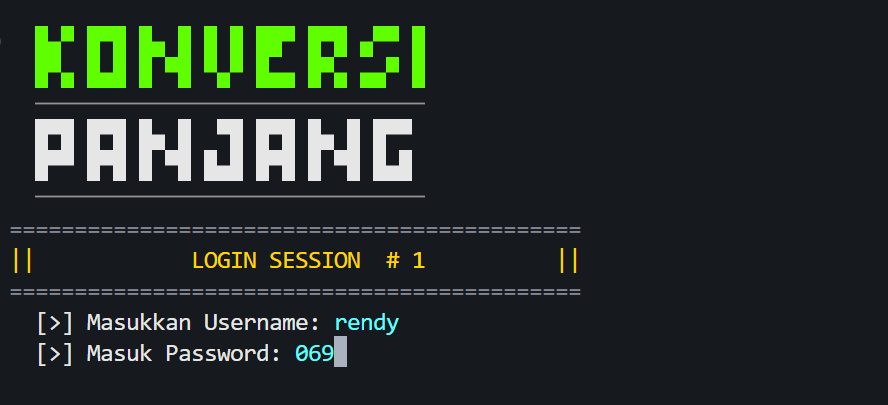 KONVERSI
PANJANG
============================================
|| LOGIN SESSION # 1 ||
============================================
[>] Masukkan Username: rendy
[>] Masuk Password: 069